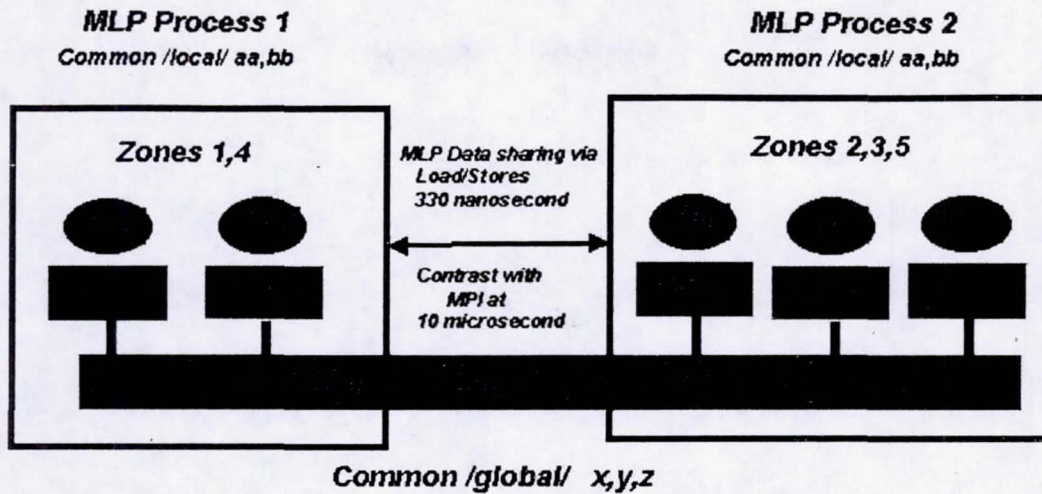 MLP Process 1
Common /local/ aa,bb
MLP Process 2
Common /local/ aa,bb
Zones 1,4
MLP Data sharing via
Load/Stores
330 nanosecond
Contrast with
MPI at
10 microsecond
Zones 2,3,5
Common /global/ x,y,z